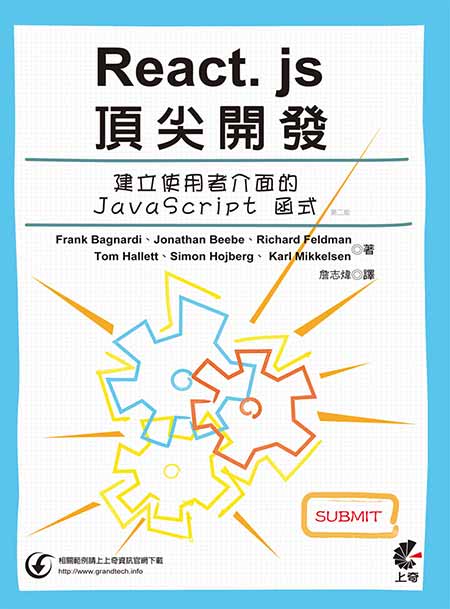 React. js
頂尖開發
建立使用者介面的
JavaScript 函式 第二版
Frank Bagnardi、Jonathan Beebe、Richard Feldman
Tom Hallett、Simon Hojberg、 Karl Mikkelsen
◎著
詹志煒◎譯
SUBMIT
相關範例請上上奇資訊官網下載
http://www.grandtech.info
上奇